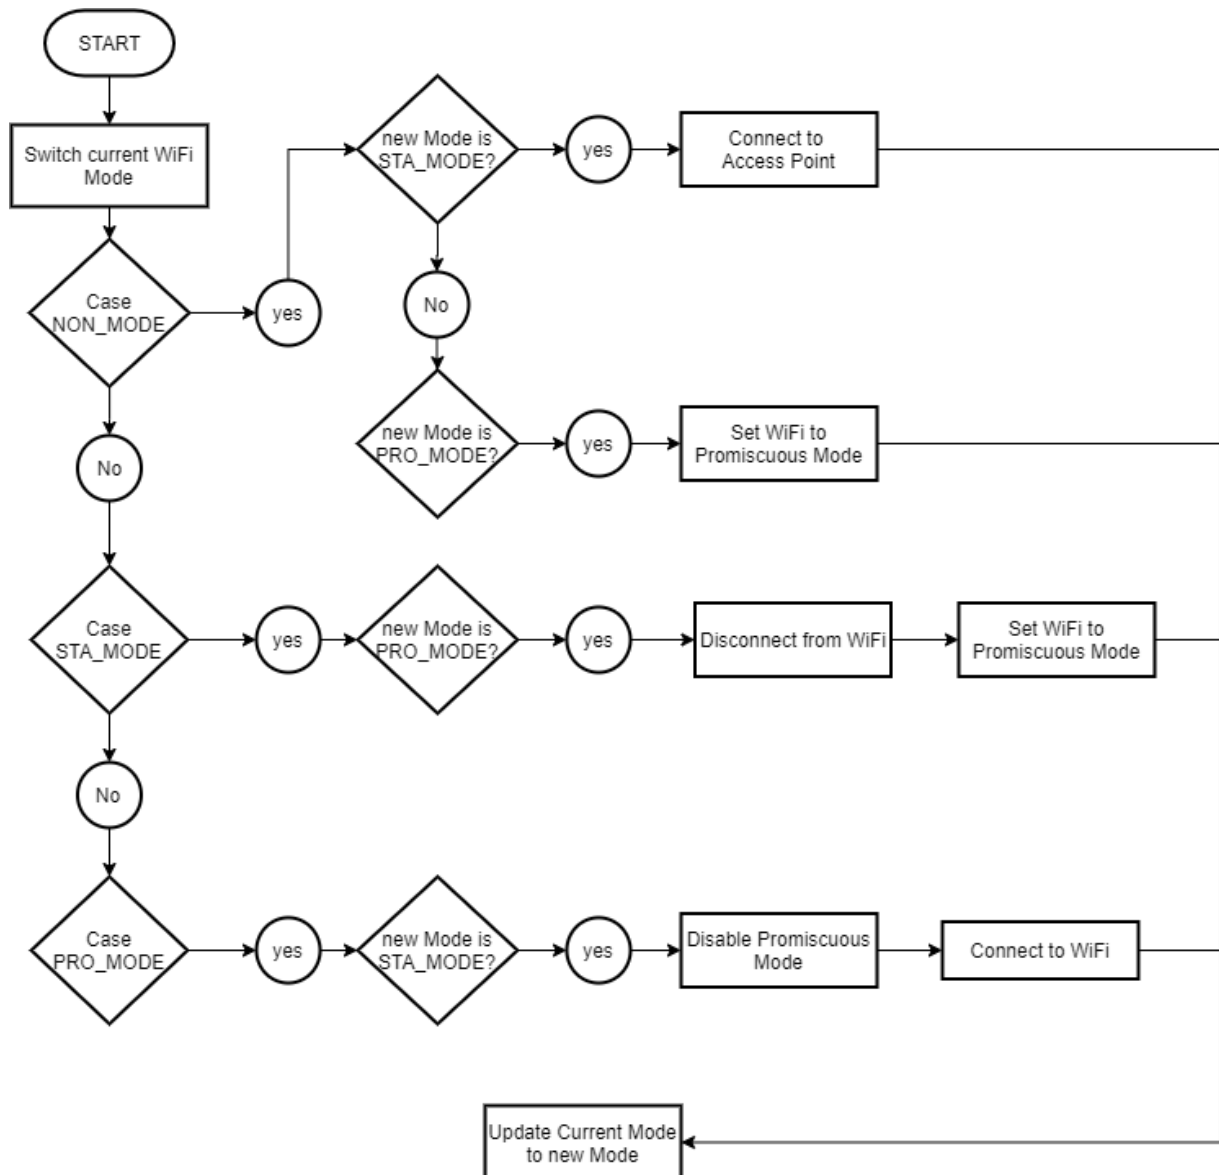 START
Switch current WiFi
Mode
new Mode is
STA_MODE?
yes
Connect to
Access Point
Case
NON_MODE
yes
No
new Mode is
PRO_MODE?
yes
Set WiFi to
Promiscuous Mode
No
Case
STA_MODE
yes
new Mode is
PRO_MODE?
yes
Disconnect from WiFi
Set WiFi to
Promiscuous Mode
No
Case
PRO_MODE
yes
new Mode is
STA_MODE?
yes
Disable Promiscuous
Mode
Connect to WiFi
Update Current Mode
to new Mode